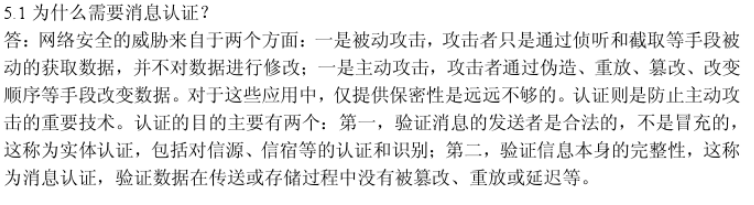 5.1 为什么需要消息认证？
答：网络安全的威胁来自于两个方面：一是被动攻击，攻击者只是通过侦听和截取等手段被
动的获取数据，并不对数据进行修改；一是主动攻击，攻击者通过伪造、重放、篡改、改变
顺序等手段改变数据。对于这些应用中，仅提供保密性是远远不够的。认证则是防止主动攻
击的重要技术。认证的目的主要有两个：第一，验证消息的发送者是合法的，不是冒充的，
这称为实体认证，包括对信源、信宿等的认证和识别；第二，验证信息本身的完整性，这称
为消息认证，验证数据在传送或存储过程中没有被篡改、重放或延迟等。